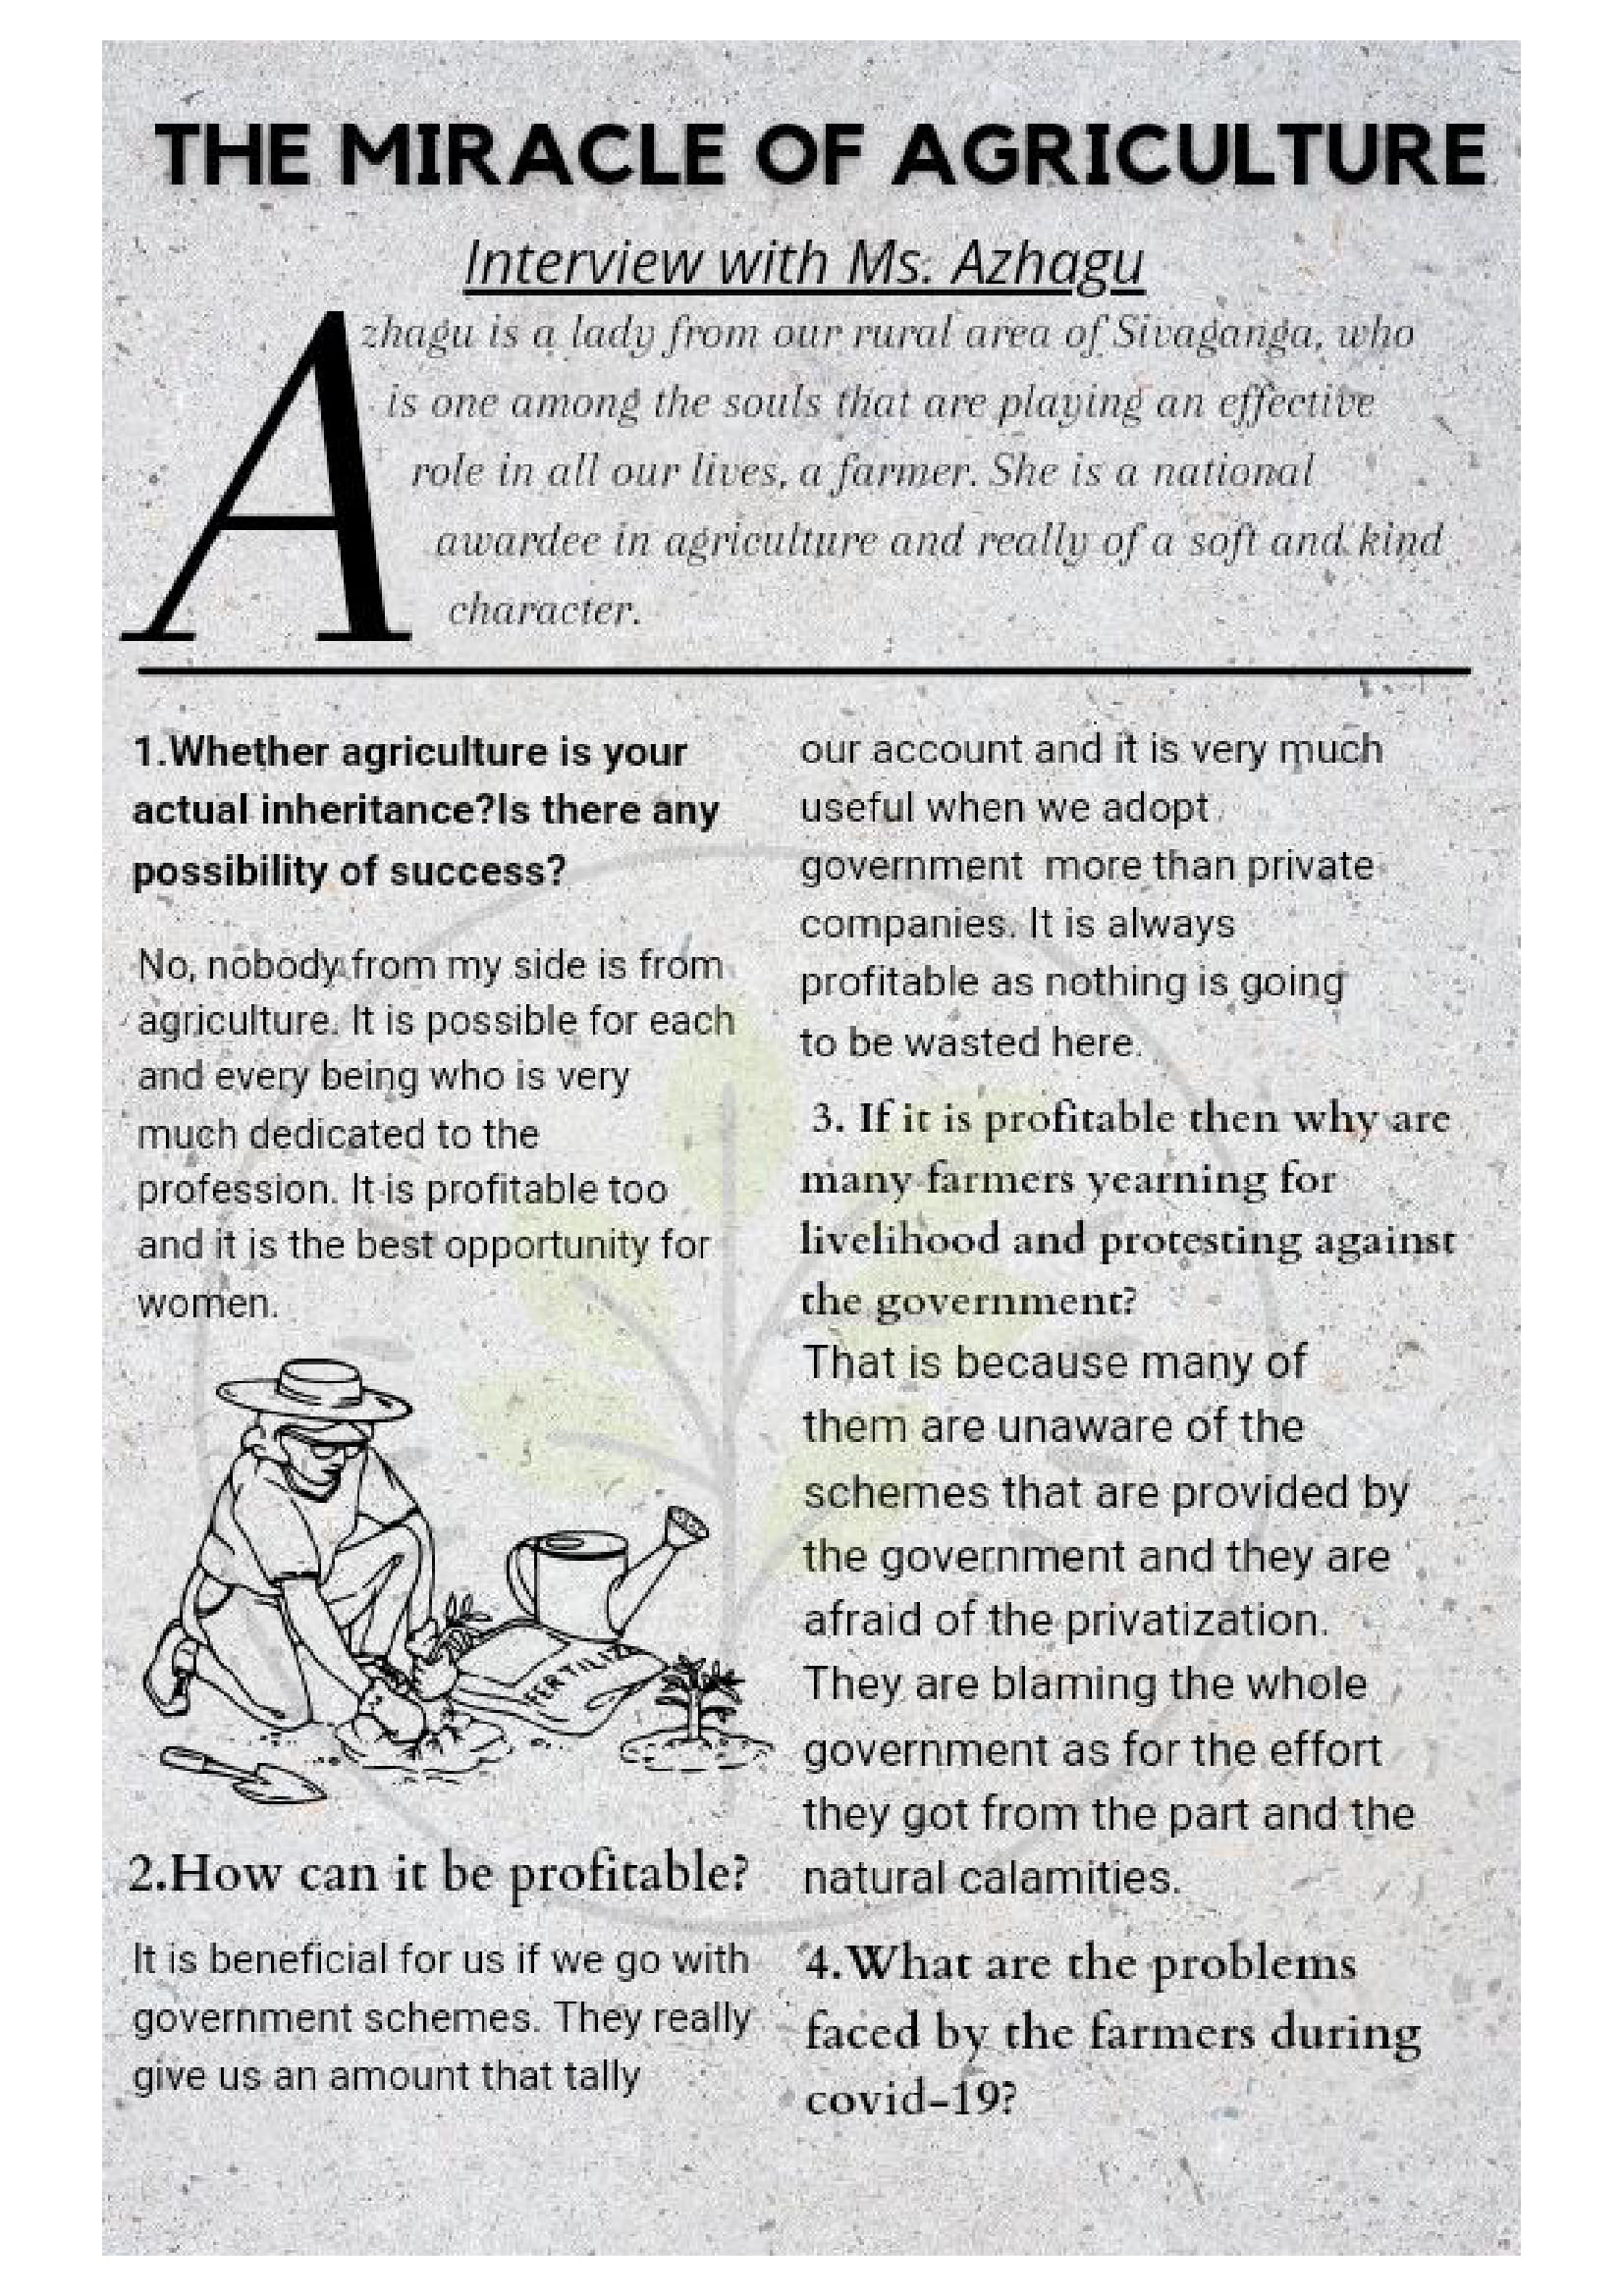 THE MIRACLE OF AGRICULTURE
Interview with Ms. Azhagu
Azhagu is a lady from our rural area of Sivaganga, who
is one among the souls that are playing an effective
role in all our lives, a farmer. She is a national
awardee in agriculture and really of a soft and kind
character.
1.Whether agriculture is your
actual inheritance?Is there any
possibility of success?
No, nobody from my side is from
agriculture. It is possible for each
and every being who is very
much dedicated to the
profession. It is profitable too
and it is the best opportunity for
women.
FERTILIZ
2.How can it be profitable?
It is beneficial for us if we go with
government schemes. They really
give us an amount that tally
our account and it is very much
useful when we adopt
government more than private
companies. It is always
profitable as nothing is going
to be wasted here.
3. If it is profitable then why are
many farmers yearning for
livelihood and protesting against
the government?
That is because many of
them are unaware of the
schemes that are provided by
the government and they are
afraid of the privatization.
They are blaming the whole
government as for the effort
they got from the part and the
natural calamities.
4.What are the problems
faced by the farmers during
covid-19?